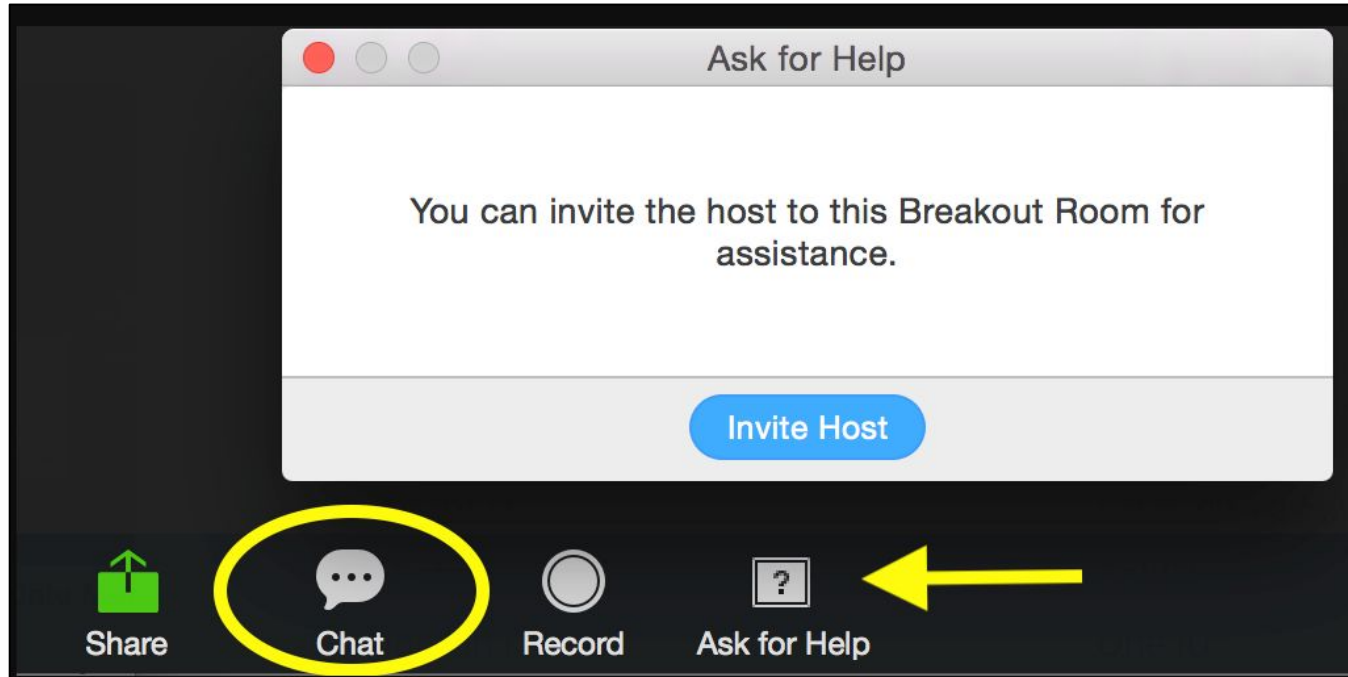 Ask for Help
You can invite the host to this Breakout Room for
assistance.
Invite Host
?
Share
Chat
Record
Ask for Help